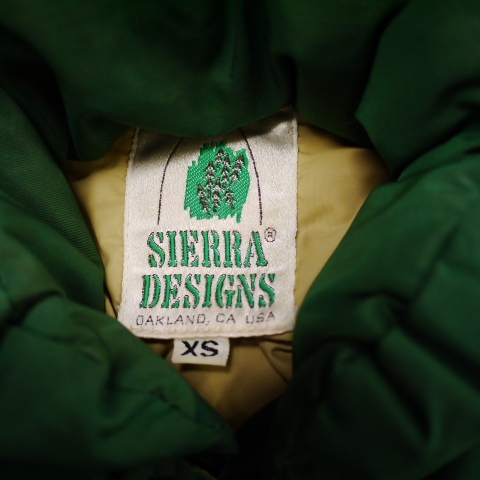 SIERRA®
DESIGNS
OAKLAND, CA USA
XS